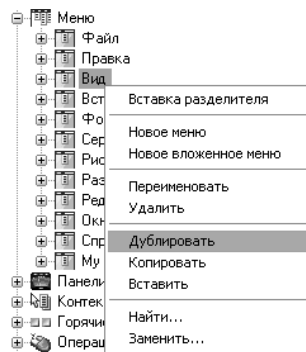 Меню
Файл
Правка
Вид
Вст
Фо
Сер
Рис
Раз
Ред
Окн
Спр
Му
Панели
Контек
Горячи
Операц
Вставка разделителя
Новое меню
Новое вложенное меню
Переименовать
Удалить
Дублировать
Копировать
Вставить
Найти...
Заменить...